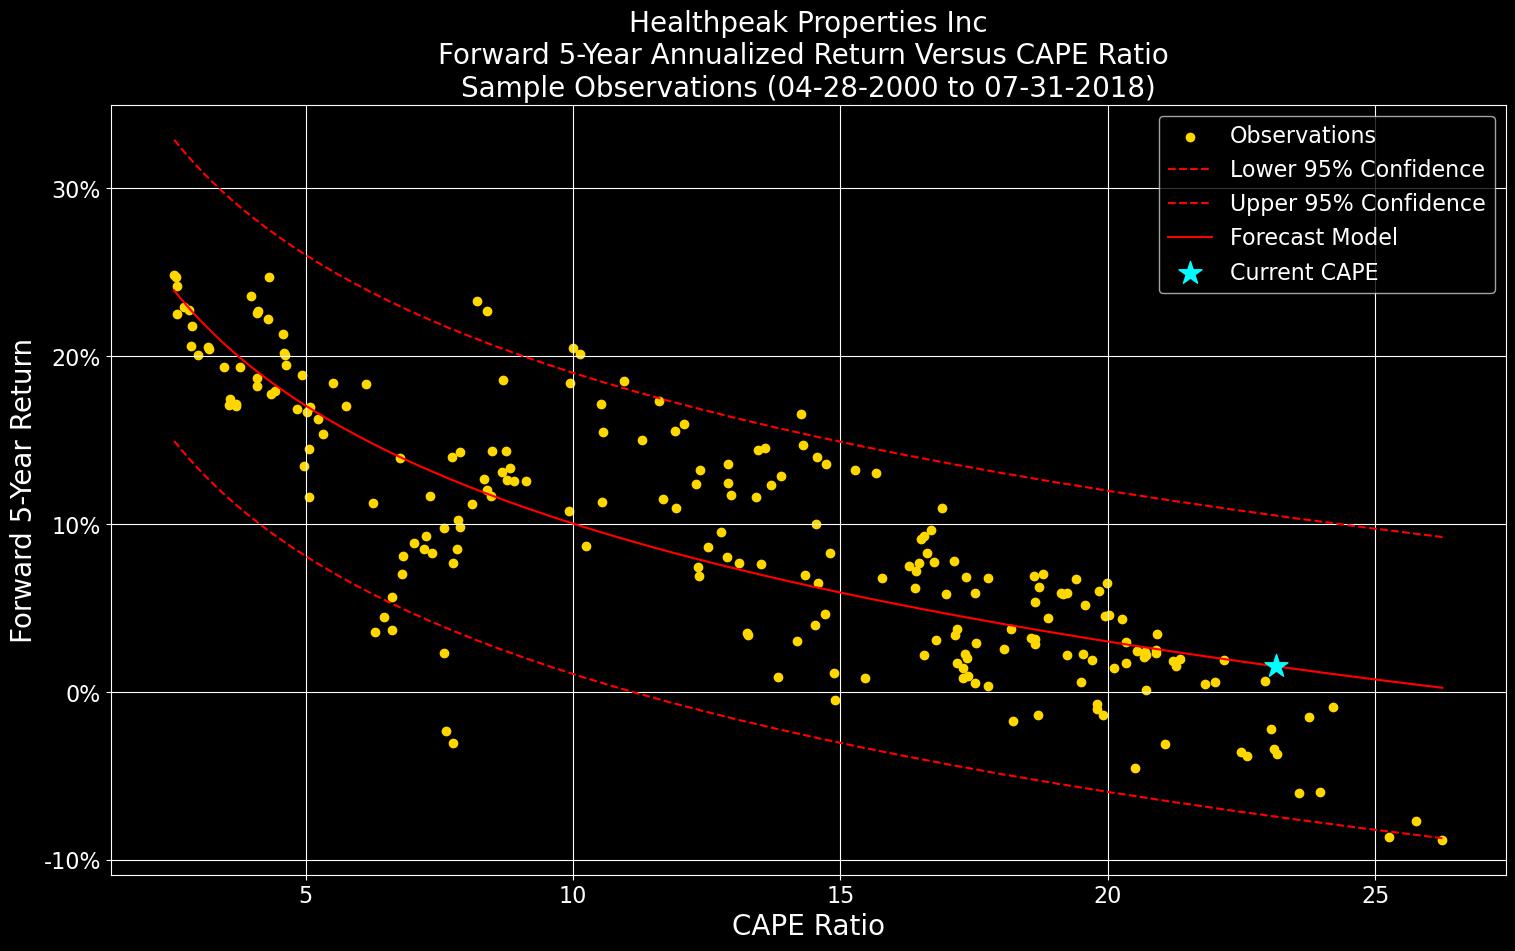 Healthpeak Properties Inc
Forward 5-Year Annualized Return Versus CAPE Ratio
Sample Observations (04-28-2000 to 07-31-2018)
Observations
Lower 95% Confidence
Upper 95% Confidence
Forecast Model
Current CAPE
Forward 5-Year Return
30%
20%
10%
0%
-10%
5
10
15
20
25
CAPE Ratio